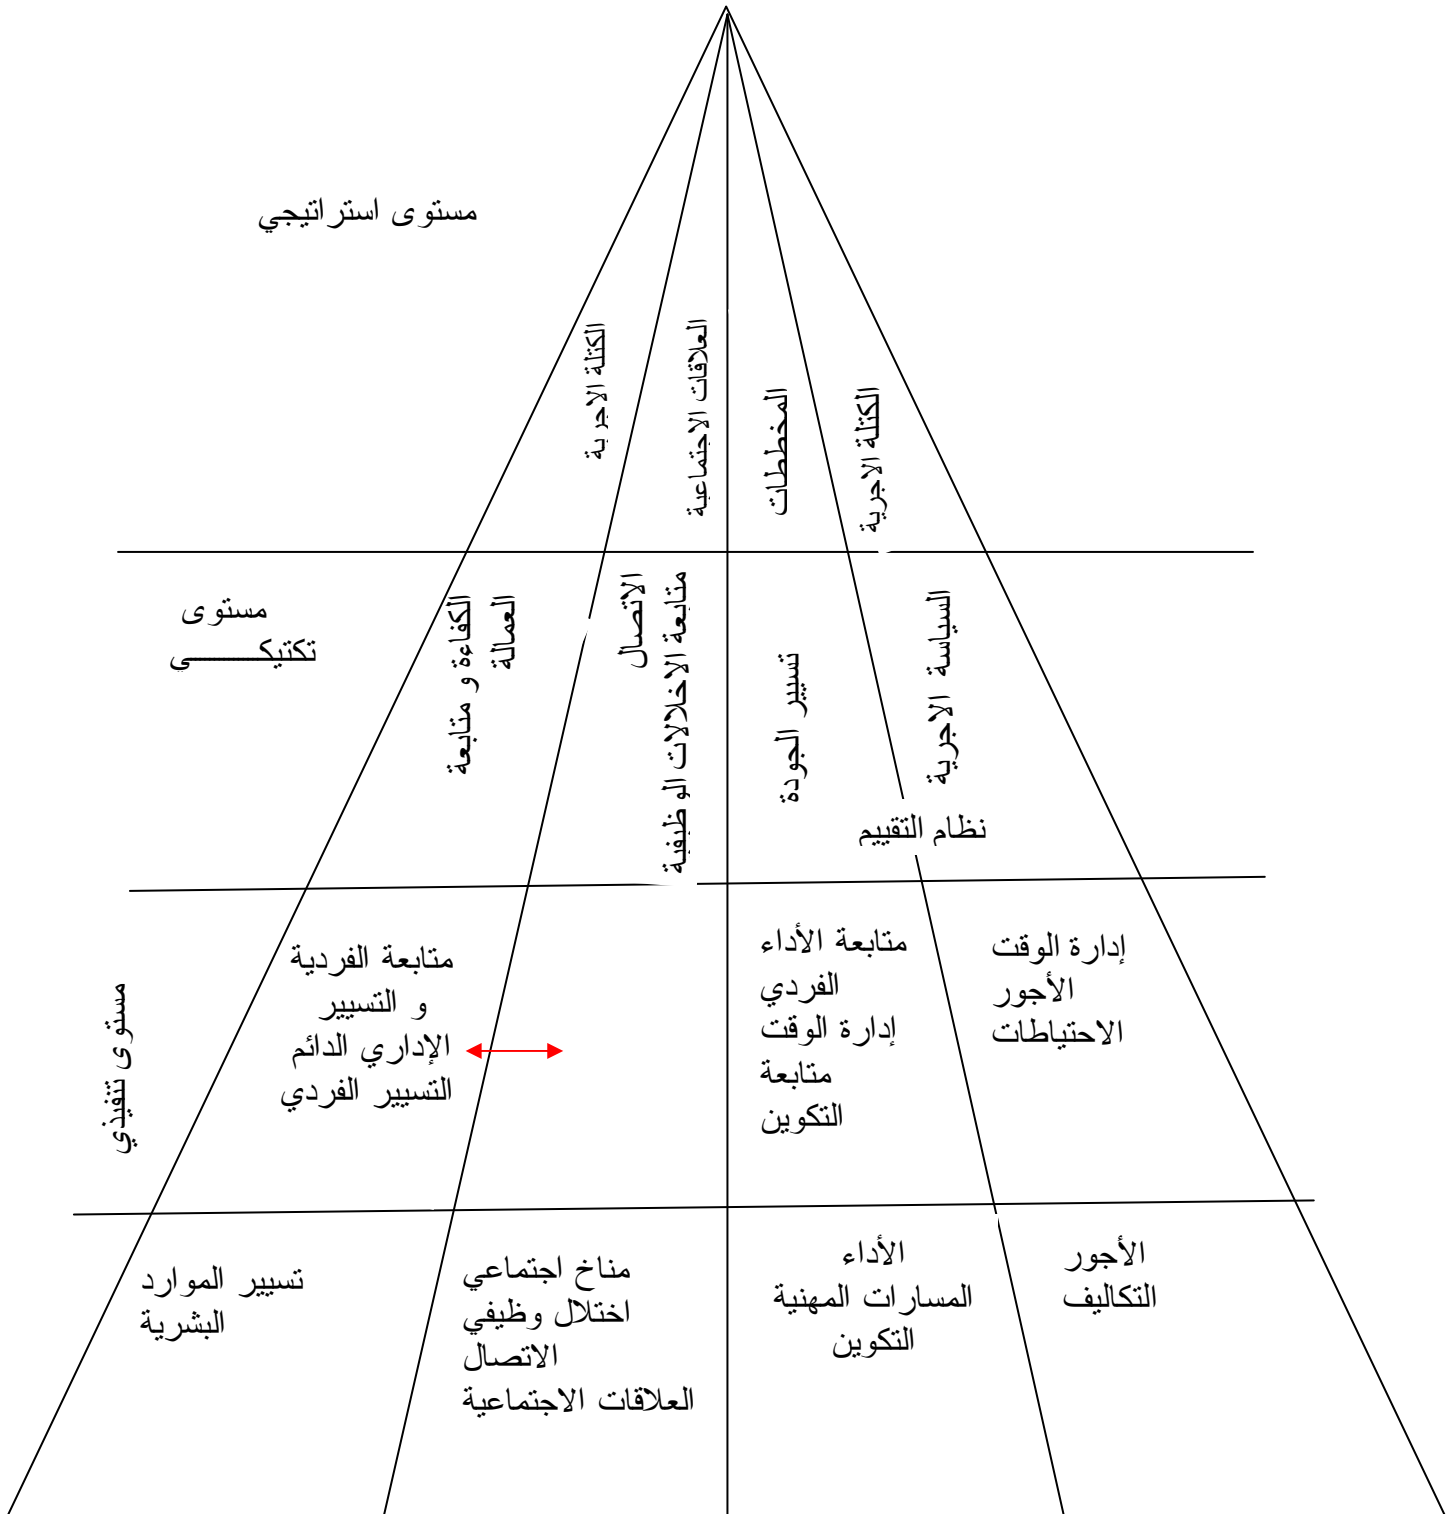 مستوى استراتيجي
الكتلة الاجرية
المخططات
العلاقات الاجتماعية
الكتلة الاجرية
مستوى
تكتيكــــــــي
السياسة الاجرية
نظام التقييم
تسيير الجودة
الاتصال
متابعة الاخلالات الوظيفية
الكفاءة و متابعة
العمالة
مستوى تنفيذي
إدارة الوقت
الأجور
الاحتياطات
متابعة الأداء
الفردي
إدارة الوقت
متابعة
التكوين
متابعة الفردية
و التسيير
الإداري الدائم
التسيير الفردي
الأجور
التكاليف
الأداء
المسارات المهنية
التكوين
مناخ اجتماعي
اختلال وظيفي
الاتصال
العلاقات الاجتماعية
تسيير الموارد
البشرية